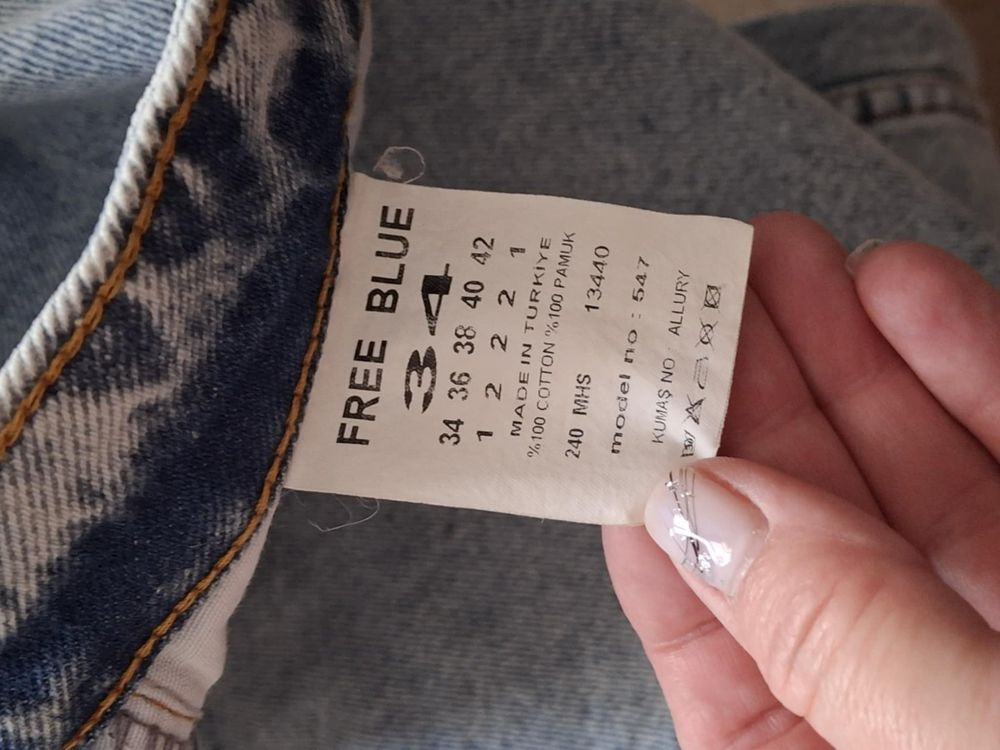 FREE BLUE
34
34 36 38 40 42
1 2 2 2 1
MADE IN TURKIYE
%100 COTTON %100 PAMUK
240 MHS 13440
model no : 547
KUMAŞ NO : ALLURY